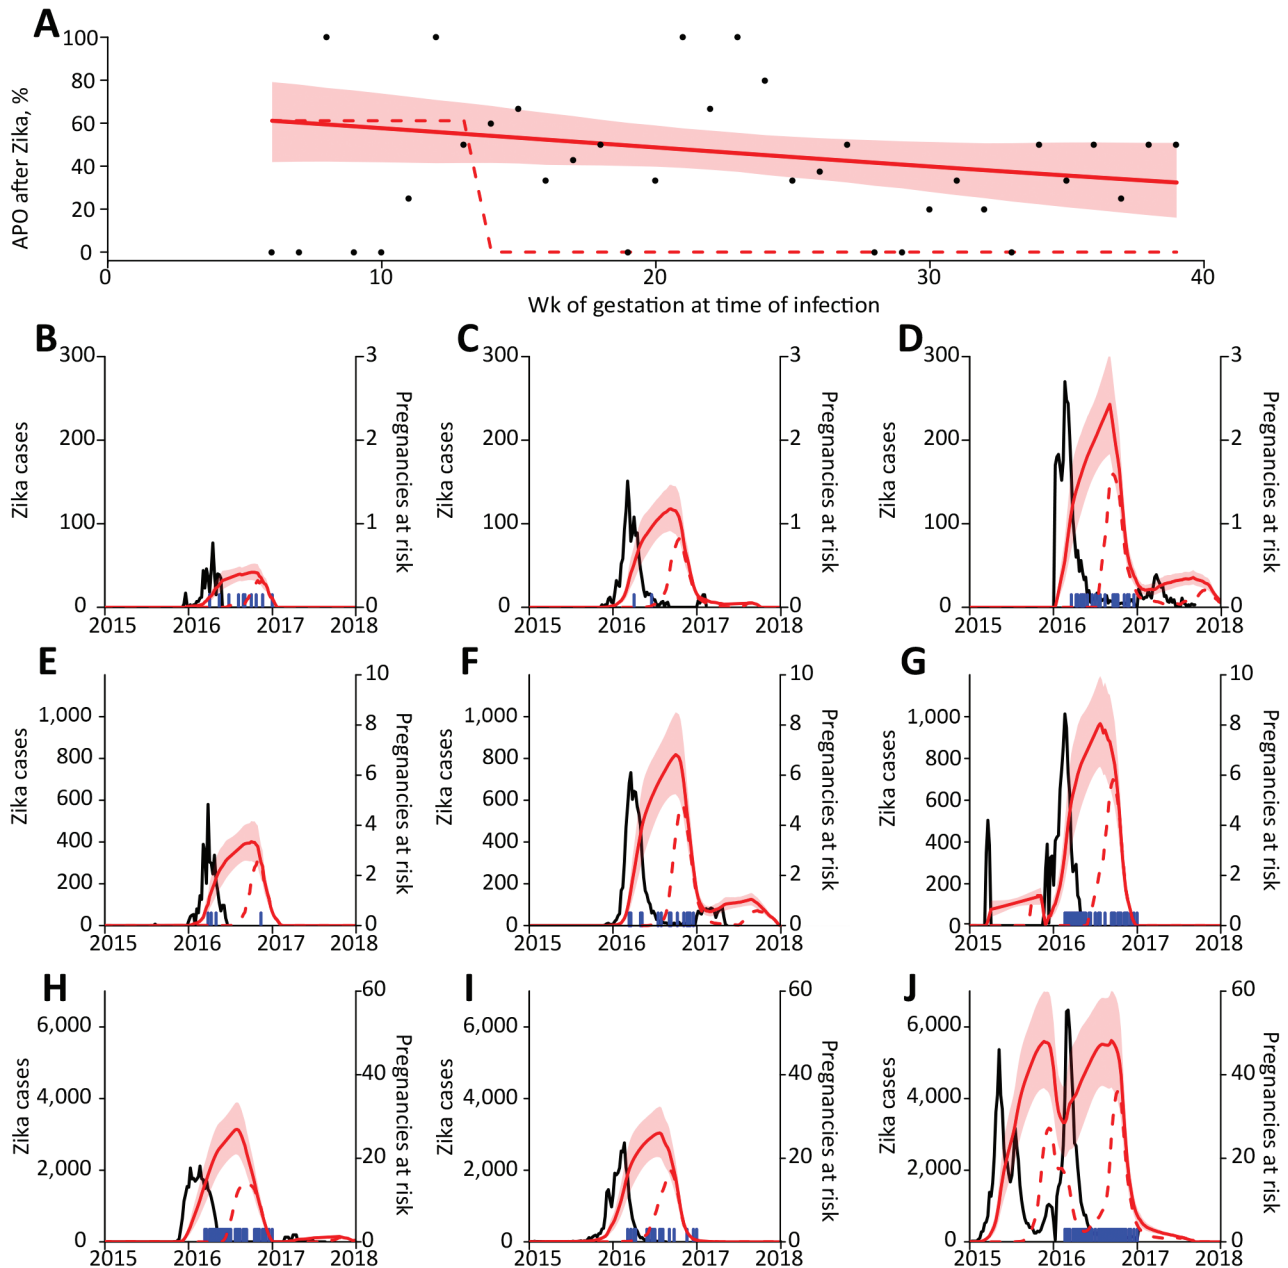 A
APO after Zika, %
100
80
60
40
20
0
0 10 20 30 40
Wk of gestation at time of infection
B C D
Zika cases Pregnancies at risk Zika cases Pregnancies at risk Zika cases Pregnancies at risk
300 3 300 3 300 3
200 2 200 2 200 2
100 1 100 1 100 1
0 0 0 0 0 0
2015 2016 2017 2018 2015 2016 2017 2018 2015 2016 2017 2018
E F G
Zika cases Pregnancies at risk Zika cases Pregnancies at risk Zika cases Pregnancies at risk
10 10 10
1,000 8 1,000 8 1,000 8
800 800 800
600 6 600 6 600 6
400 4 400 4 400 4
200 2 200 2 200 2
0 0 0 0 0 0
2015 2016 2017 2018 2015 2016 2017 2018 2015 2016 2017 2018
H I J
Zika cases Pregnancies at risk Zika cases Pregnancies at risk Zika cases Pregnancies at risk
60 60 60
6,000 6,000 6,000
4,000 40 4,000 40 4,000 40
2,000 20 2,000 20 2,000 20
0 0 0 0 0 0
2015 2016 2017 2018 2015 2016 2017 2018 2015 2016 2017 2018